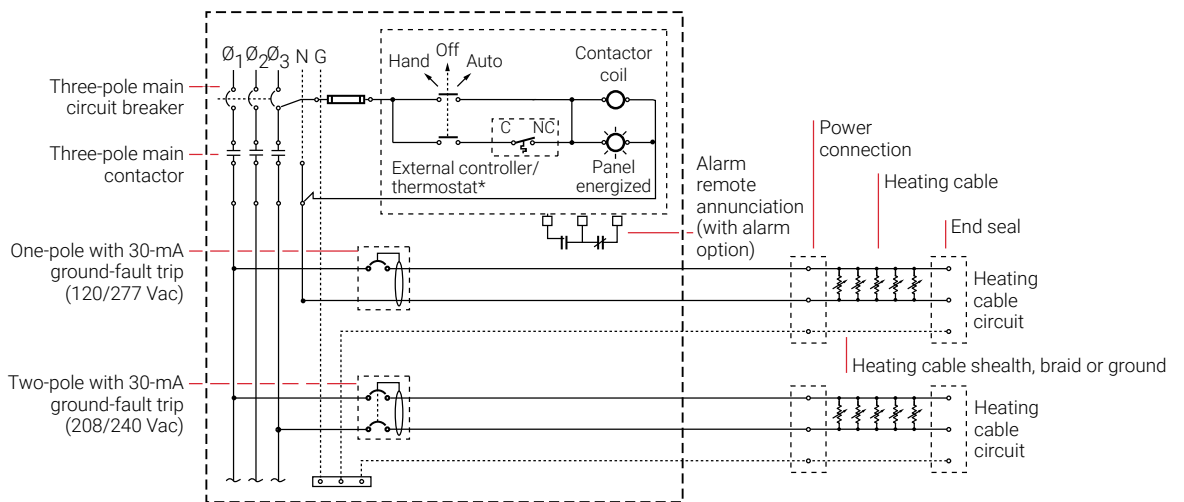 Ø1 Ø2 Ø3 N G
Hand
Off
Auto
Contactor
coil
Three-pole main
circuit breaker
C NC
Three-pole main
contactor
External controller/
thermostat*
Panel
energized
Alarm
remote
annunciation
(with alarm
option)
Power
connection
Heating cable
End seal
One-pole with 30-mA
ground-fault trip
(120/277 Vac)
Heating
cable
circuit
Heating cable shealth, braid or ground
Two-pole with 30-mA
ground-fault trip
(208/240 Vac)
Heating
cable
circuit